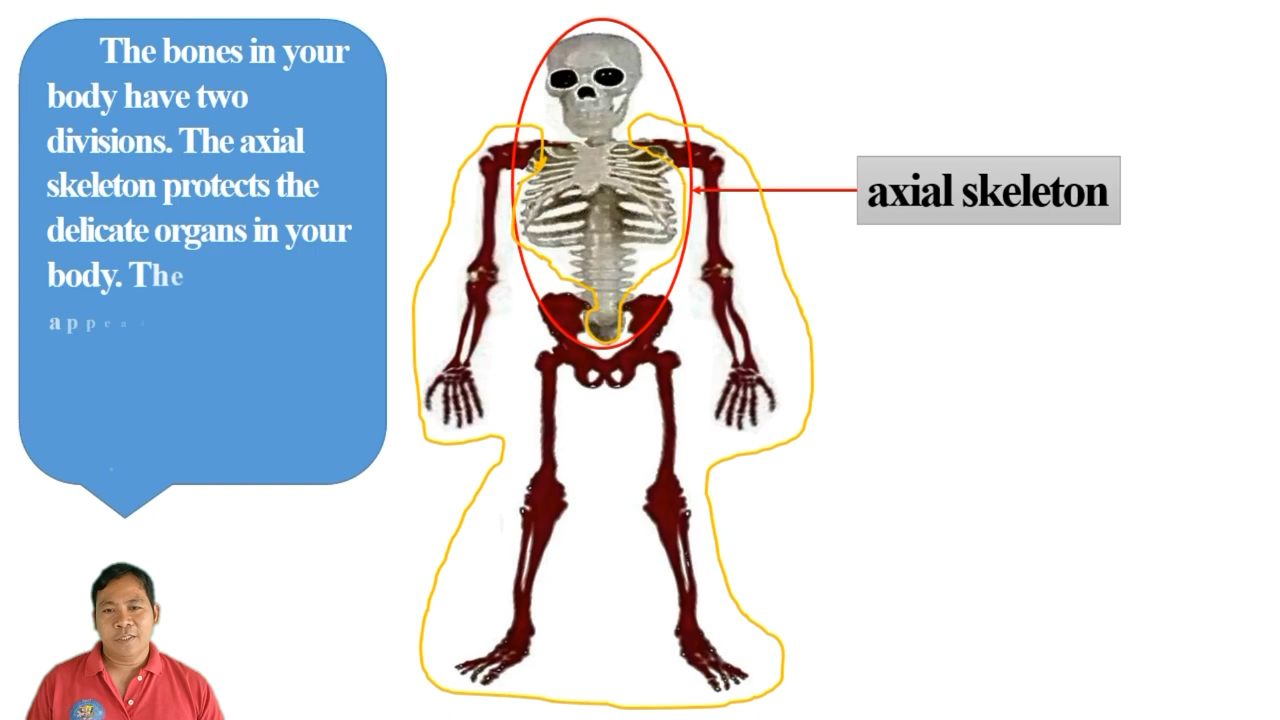 The bones in your
body have two
divisions. The axial
skeleton protects the
delicate organs in your
body. The
appe
axial skeleton